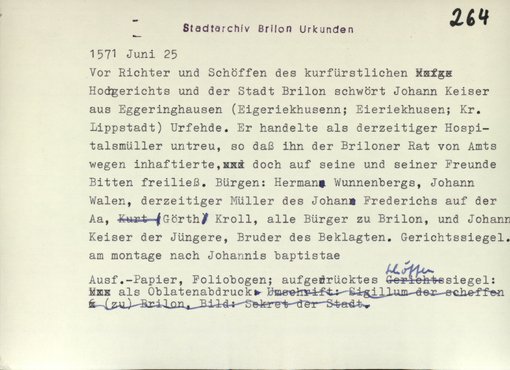 264
Stadtarchiv Brilon Urkunden
1571 Juni 25
Vor Richter und Schöffen des kurfürstlichen
Hochgerichts und der Stadt Brilon schwört Johann Keiser
aus Eggeringhausen (Eigeriekhusenn; Eieriekhusen; Kr.
Lippstadt) Urfehde. Er handelte als derzeitiger Hospi-
talsmüller untreu, so daß ihn der Briloner Rat von Amts
wegen inhaftierte, doch auf seine und seiner Freunde
Bitten freiließ. Bürgen: Herman Wunnenbergs, Johann
Walen, derzeitiger Müller des Johan Frederichs auf der
Aa, Kurt (Görth) Kroll, alle Bürger zu Brilon, und Johann
Keiser der Jüngere, Bruder des Beklagten. Gerichtssiegel.
am montage nach Johannis baptistae
Schöffen
Ausf.-Papier, Foliobogen; aufgedrücktes Gerichtssiegel:
als Oblatenabdruck. Umschrift: Sigillum der scheffen
(zu) Brilon, Bild: Sekret der Stadt.